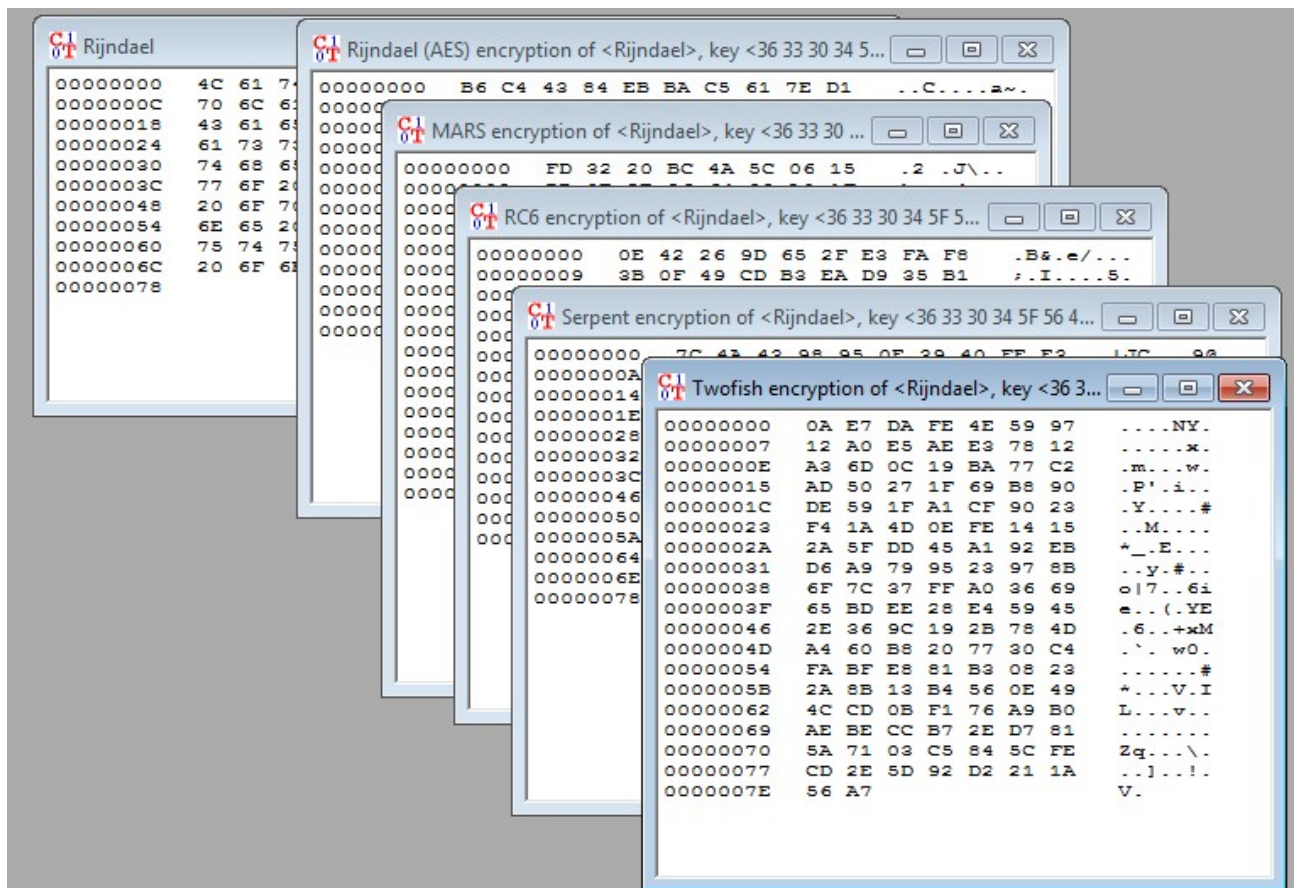 Rijndael
00000000 4C 61
0000000C 70 6C
00000018 43 61
00000024 61 73
00000030 74 68
0000003C 77 6F
00000048 20 6F
00000054 6E 65
00000060 75 74
0000006C 20 6F
00000078
Rijndael (AES) encryption of <Rijndael>, key <36 33 30 34 5...
00000000 B6 C4 43 84 EB BA C5 61 7E D1 ..C....a~.
MARS encryption of <Rijndael>, key <36 33 30 ...
00000000 FD 32 20 BC 4A 5C 06 15 .2 .J\..
RC6 encryption of <Rijndael>, key <36 33 30 34 5F 5...
00000000 0E 42 26 9D 65 2F E3 FA F8 .B&.e/...
00000009 3B 0F 49 CD B3 EA D9 35 B1 ;.I....5.
Serpent encryption of <Rijndael>, key <36 33 30 34 5F 56 4...
00000000 7C 4A 43 98 95 0F 39 40
0000000A
00000014
0000001E
00000028
00000032
0000003C
00000046
00000050
0000005A
00000064
0000006E
00000078
Twofish encryption of <Rijndael>, key <36 3...
00000000 0A E7 DA FE 4E 59 97 ....NY.
00000007 12 A0 E5 AE E3 78 12 .....x.
0000000E A3 6D 0C 19 BA 77 C2 .m...w.
00000015 AD 50 27 1F 69 B8 90 .P'.i..
0000001C DE 59 1F A1 CF 90 23 .Y....#
00000023 F4 1A 4D 0E FE 14 15 ..M....
0000002A 2A 5F DD 45 A1 92 EB *_.E...
00000031 D6 A9 79 95 23 97 8B ..y.#..
00000038 6F 7C 37 FF A0 36 69 o|7..6i
0000003F 65 BD EE 28 E4 59 45 e..(.YE
00000046 2E 36 9C 19 2B 78 4D .6..+xM
0000004D A4 60 B8 20 77 30 C4 .`. w0.
00000054 FA BF E8 81 B3 08 23 ......#
0000005B 2A 8B 13 B4 56 0E 49 *...V.I
00000062 4C CD 0B F1 76 A9 B0 L...v..
00000069 AE BE CC B7 2E D7 81 .......
00000070 5A 71 03 C5 84 5C FE Zq...\.
00000077 CD 2E 5D 92 D2 21 1A ..]..!.
0000007E 56 A7 V.